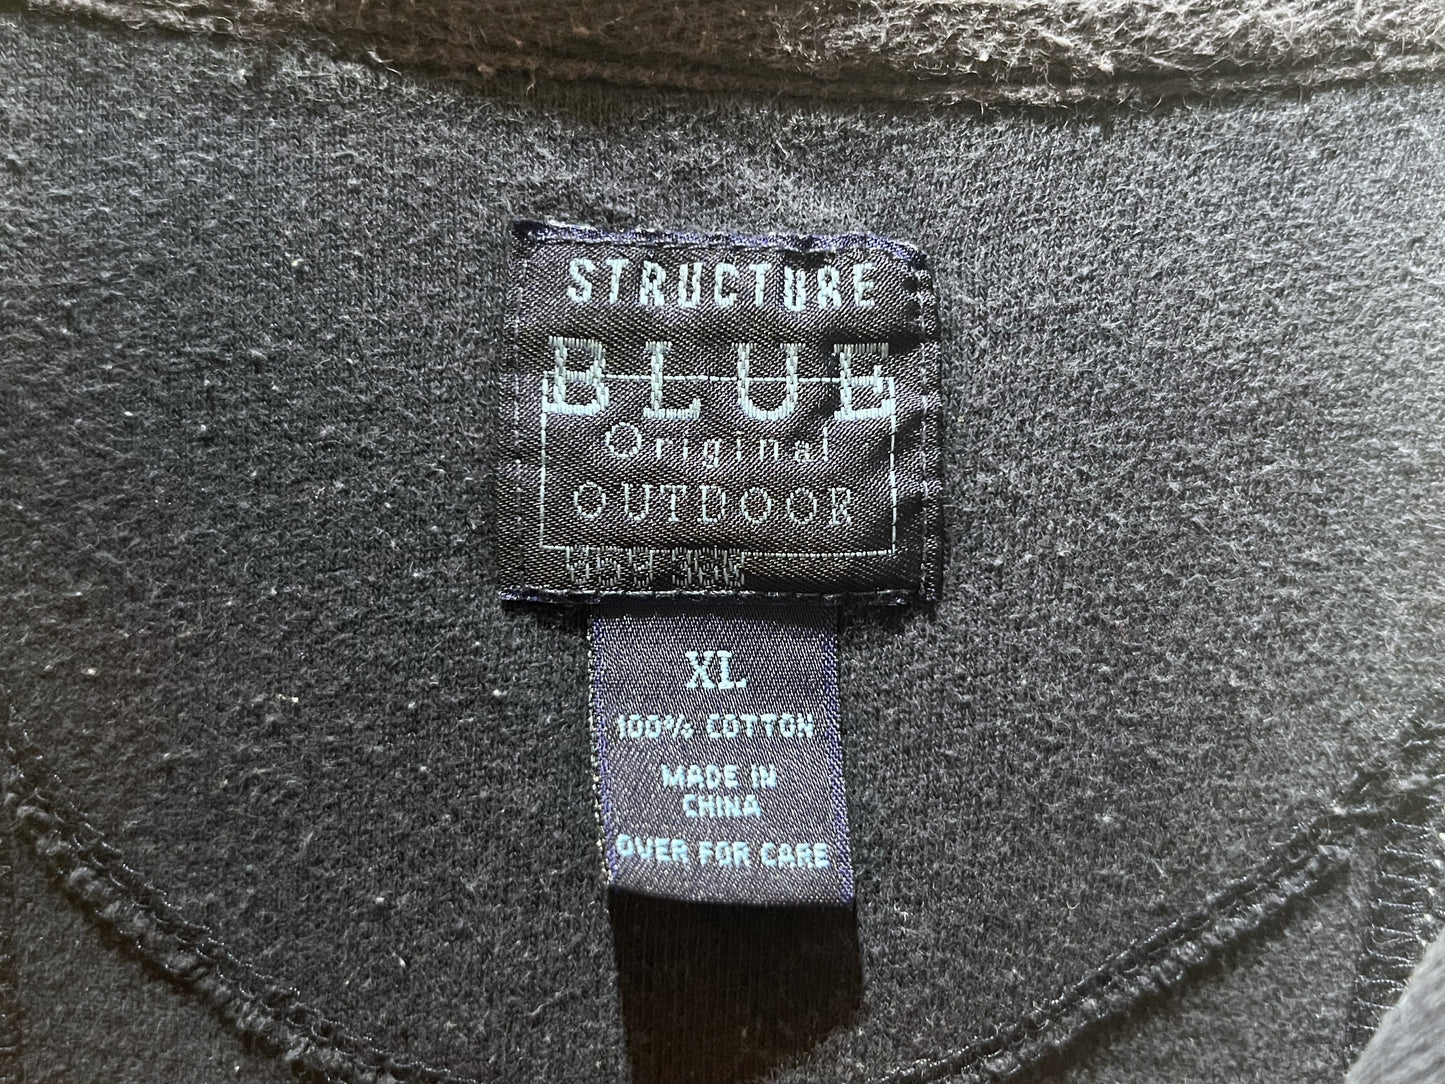 STRUCTURE
BLUE
Original
OUTDOOR
XL
100% COTTON
MADE IN
CHINA
OVER FOR CARE